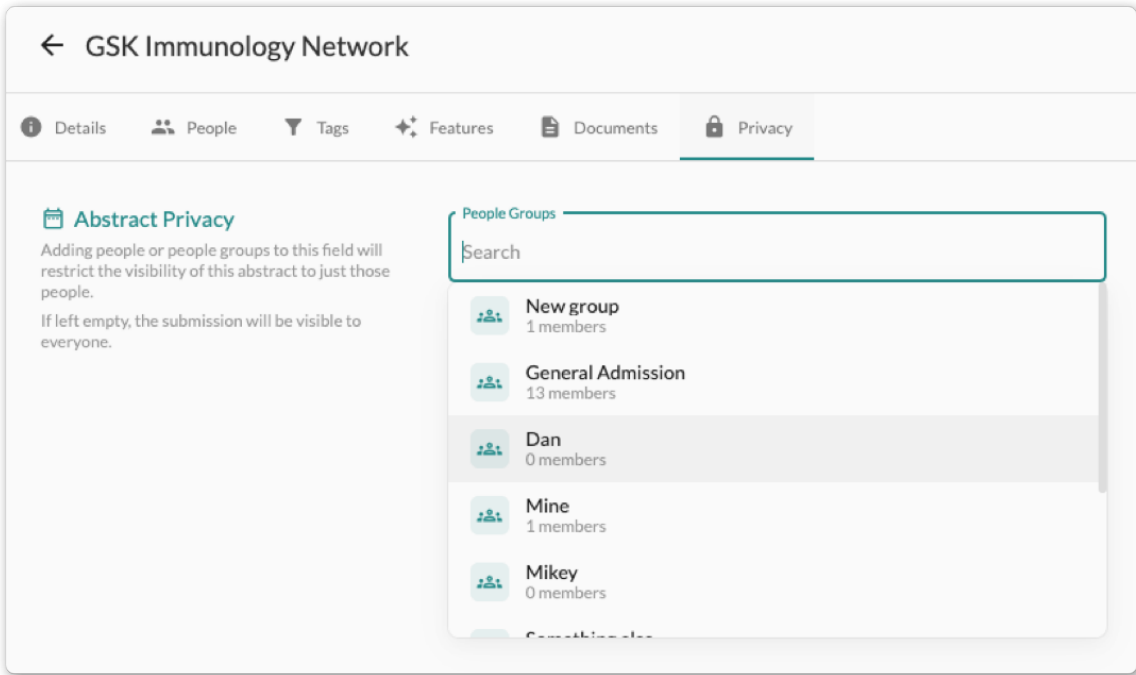 GSK Immunology Network
Details
People
Tags
Features
Documents
Privacy
Abstract Privacy
Adding people or people groups to this field will
restrict the visibility of this abstract to just those
people.
If left empty, the submission will be visible to
everyone.
People Groups
Search
New group
1 members
General Admission
13 members
Dan
0 members
Mine
1 members
Mikey
0 members
Something else